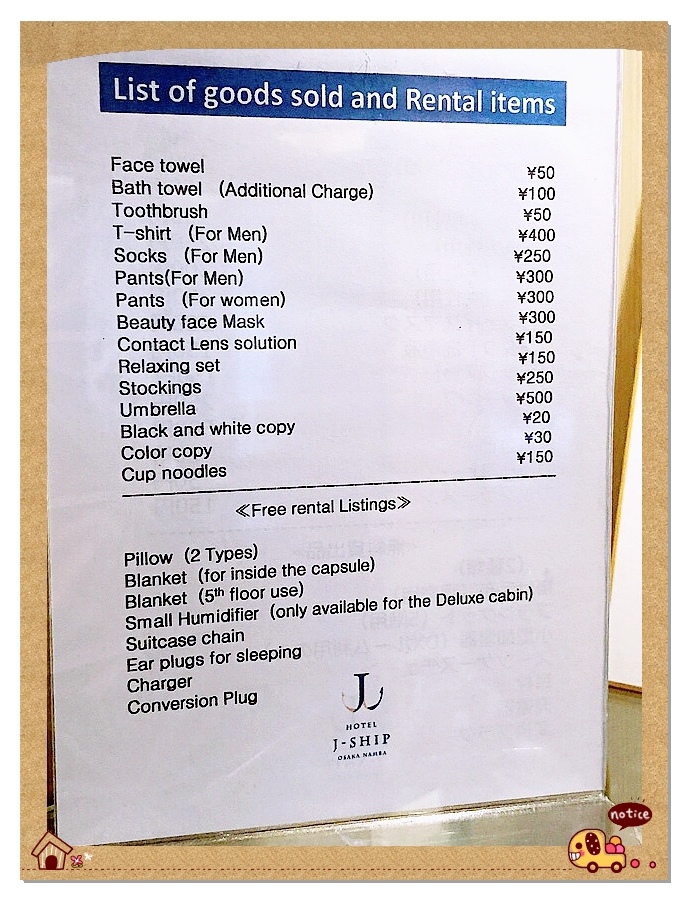 List of goods sold and Rental items
Face towel ¥50
Bath towel (Additional Charge) ¥100
Toothbrush ¥50
T-shirt (For Men) ¥400
Socks (For Men) ¥250
Pants(For Men) ¥300
Pants (For women) ¥300
Beauty face Mask ¥300
Contact Lens solution ¥150
Relaxing set ¥150
Stockings ¥250
Umbrella ¥500
Black and white copy ¥20
Color copy ¥30
Cup noodles ¥150
≪Free rental Listings≫
Pillow (2 Types)
Blanket (for inside the capsule)
Blanket (5th floor use)
Small Humidifier (only available for the Deluxe cabin)
Suitcase chain
Ear plugs for sleeping
Charger
Conversion Plug
HOTEL
J-SHIP
OSAKA NAMBA
notice